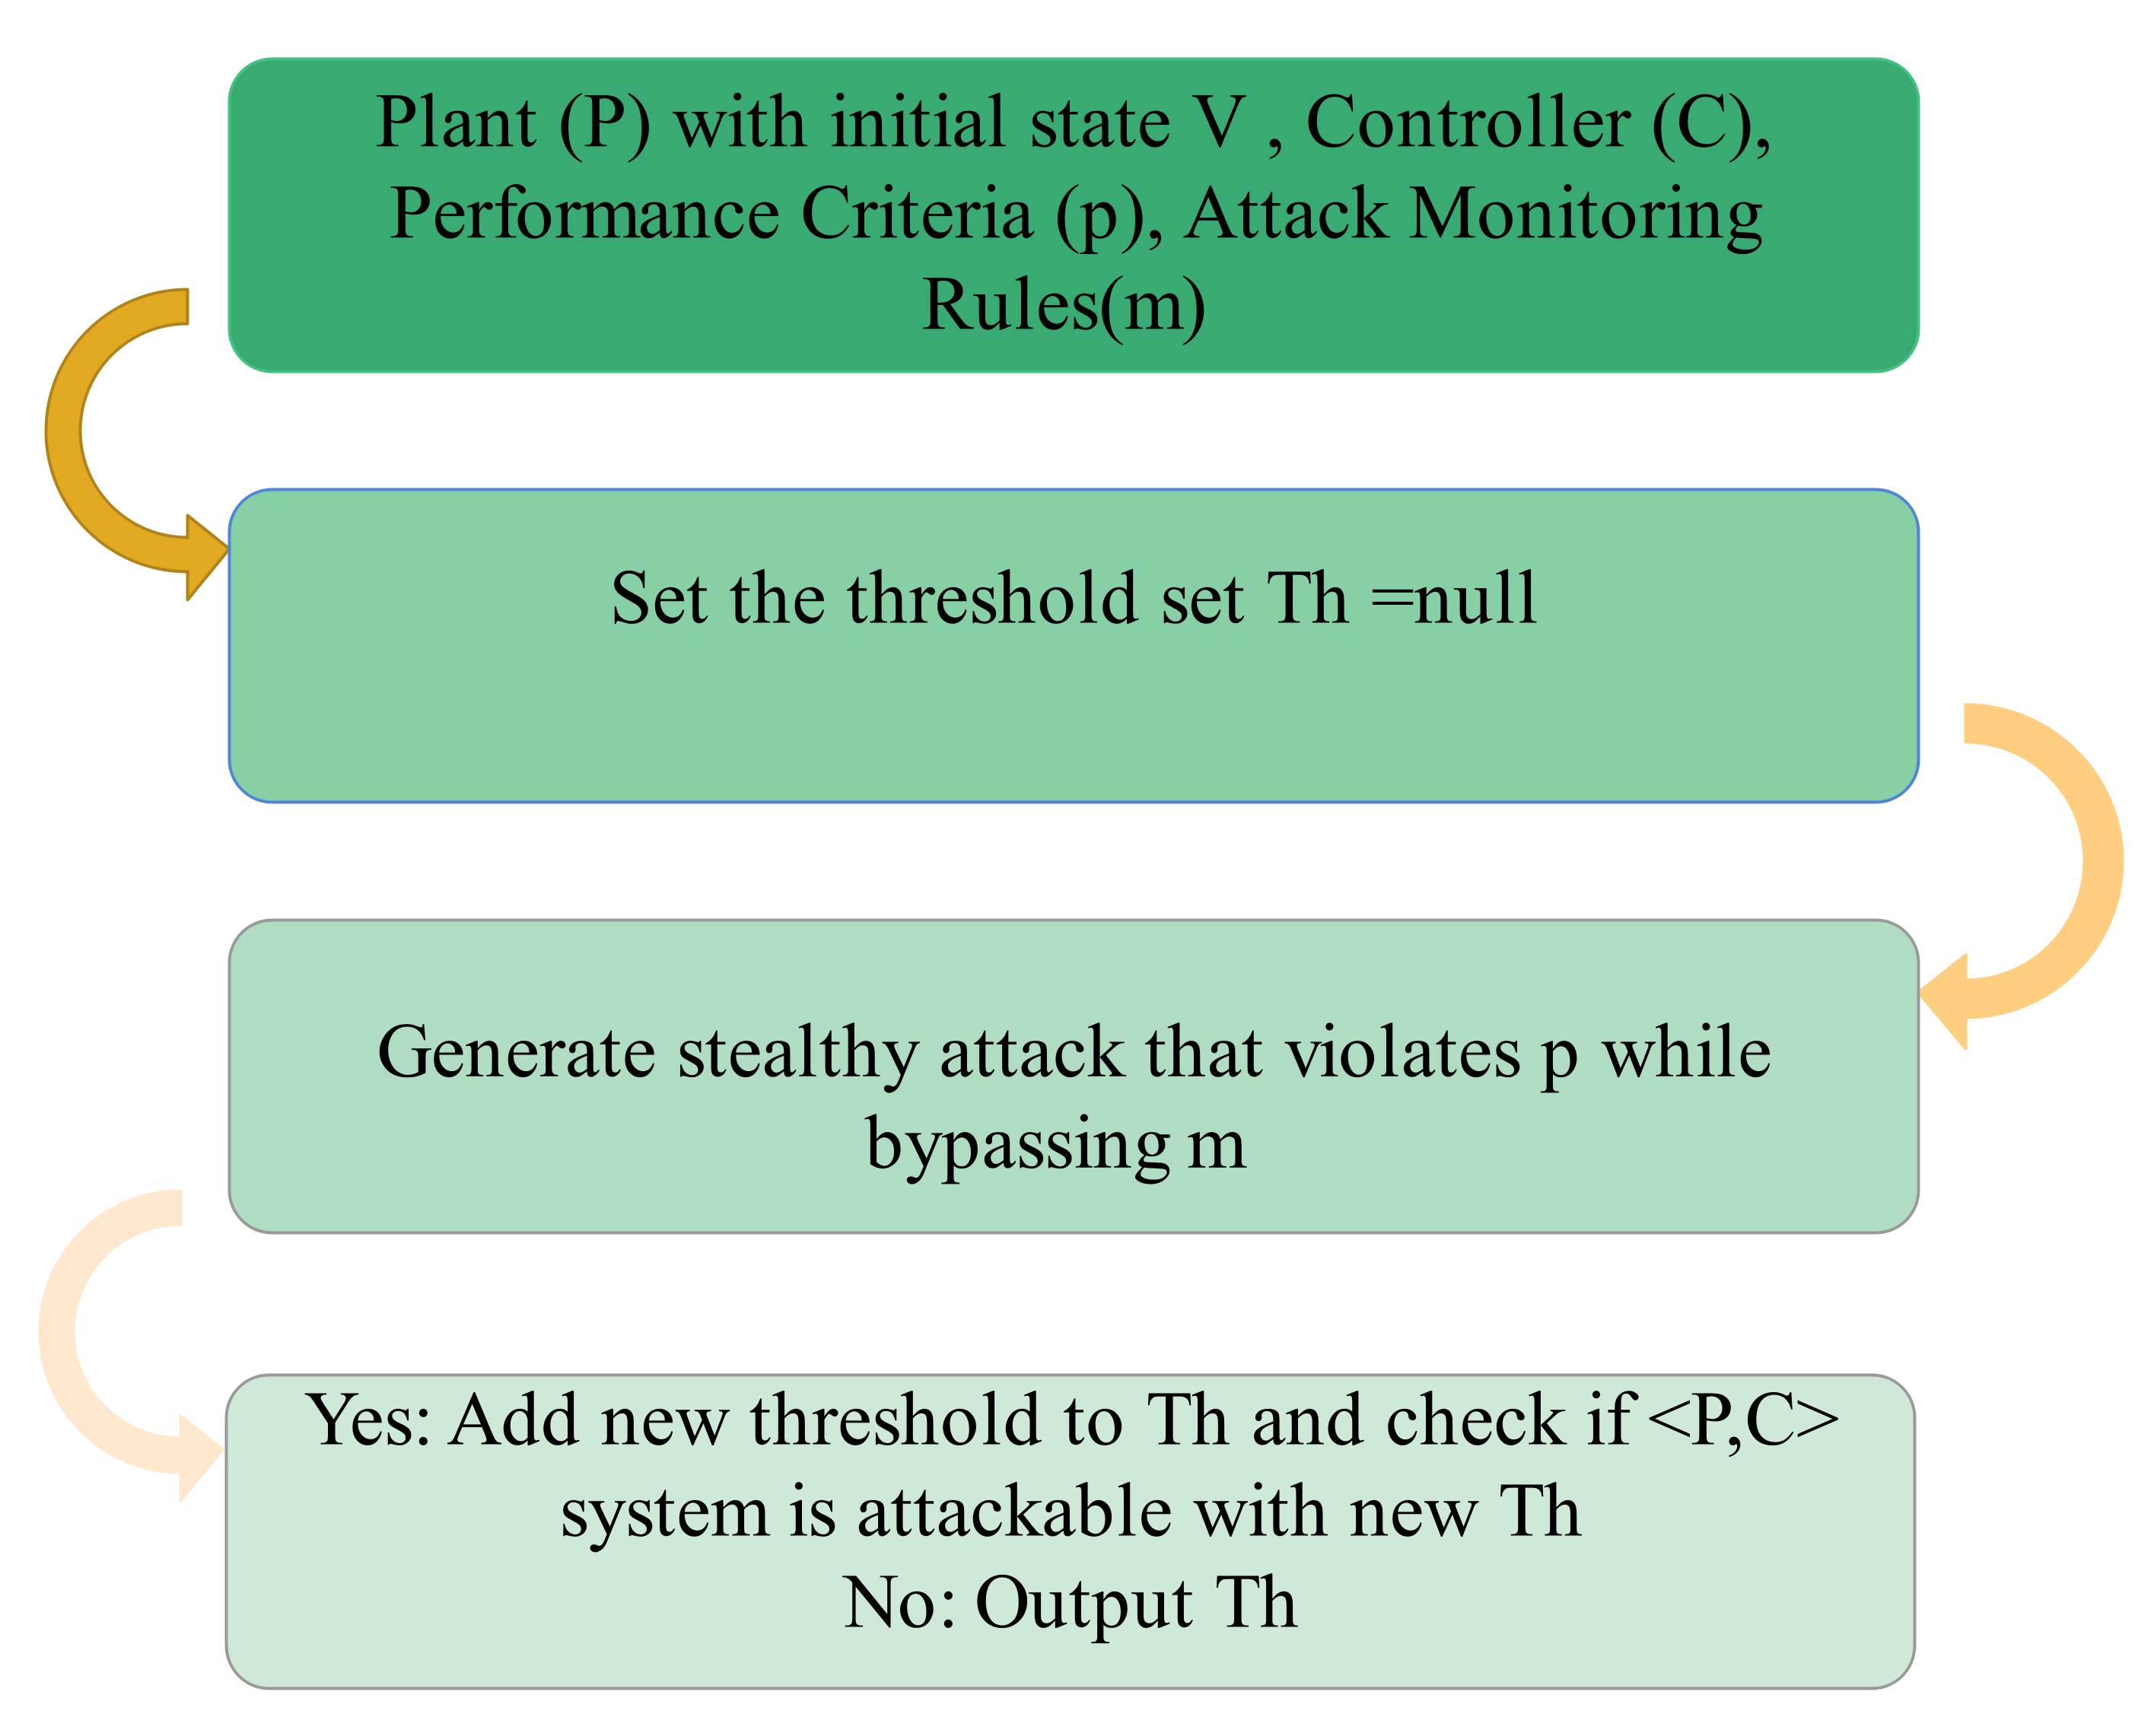 Plant (P) with initial state V , Controller (C),
Performance Criteria (p), Attack Monitoring
Rules(m)
Set the threshold set Th =null
Generate stealthy attack that violates p while
bypassing m
Yes: Add new threshold to Th and check if <P,C>
system is attackable with new Th
No: Output Th